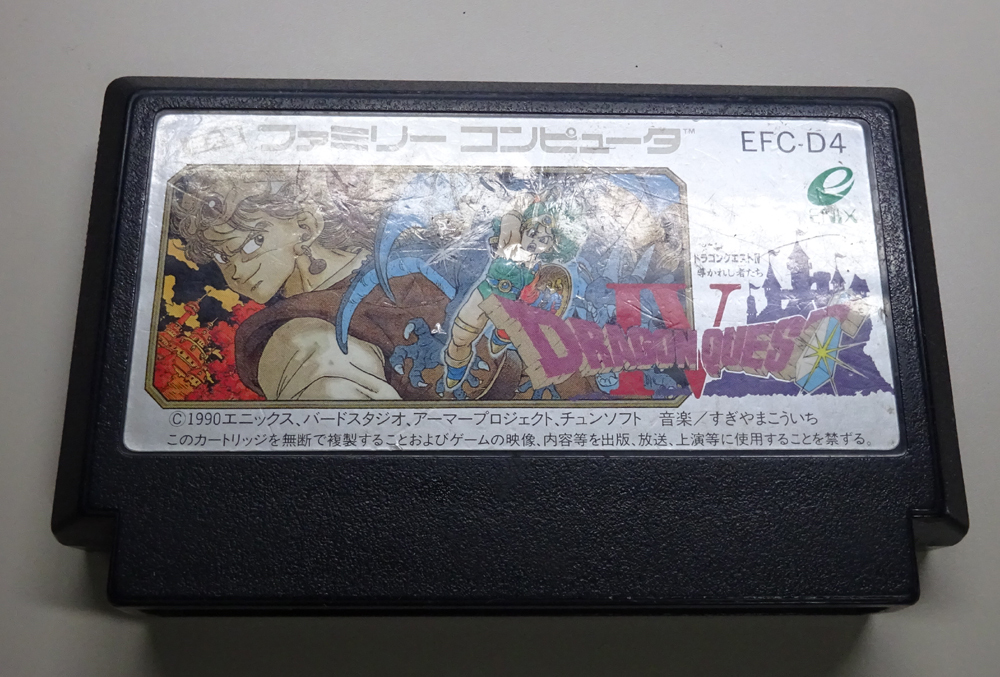 ファミリー コンピュータ™
EFC-D4
enix
ドラゴンクエストIV
導かれし者たち
IV
DRAGON QUEST
©1990エニックス、バードスタジオ、アーマープロジェクト、チュンソフト 音楽／すぎやまこういち
このカートリッジを無断で複製することおよびゲームの映像、内容等を出版、放送、上演等に使用することを禁ずる。